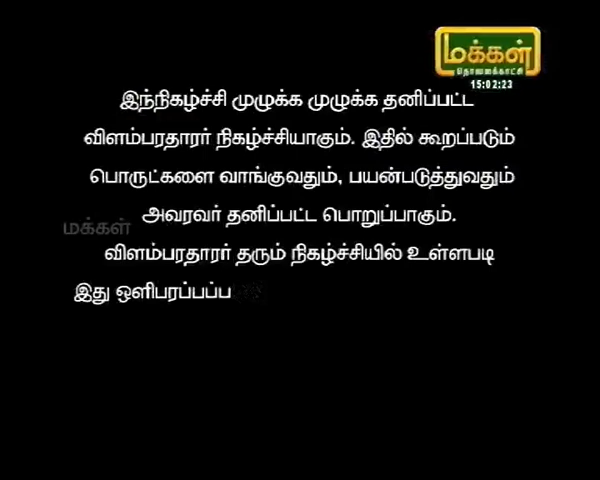 மக்கள்
தொலைக்காட்சி
15:02:23
இந்நிகழ்ச்சி முழுக்க முழுக்க தனிப்பட்ட
விளம்பரதாரர் நிகழ்ச்சியாகும். இதில் கூறப்படும்
பொருட்களை வாங்குவதும், பயன்படுத்துவதும்
அவரவர் தனிப்பட்ட பொறுப்பாகும்.
மக்கள்
விளம்பரதாரர் தரும் நிகழ்ச்சியில் உள்ளபடி
இது ஒளிபரப்பப்ப